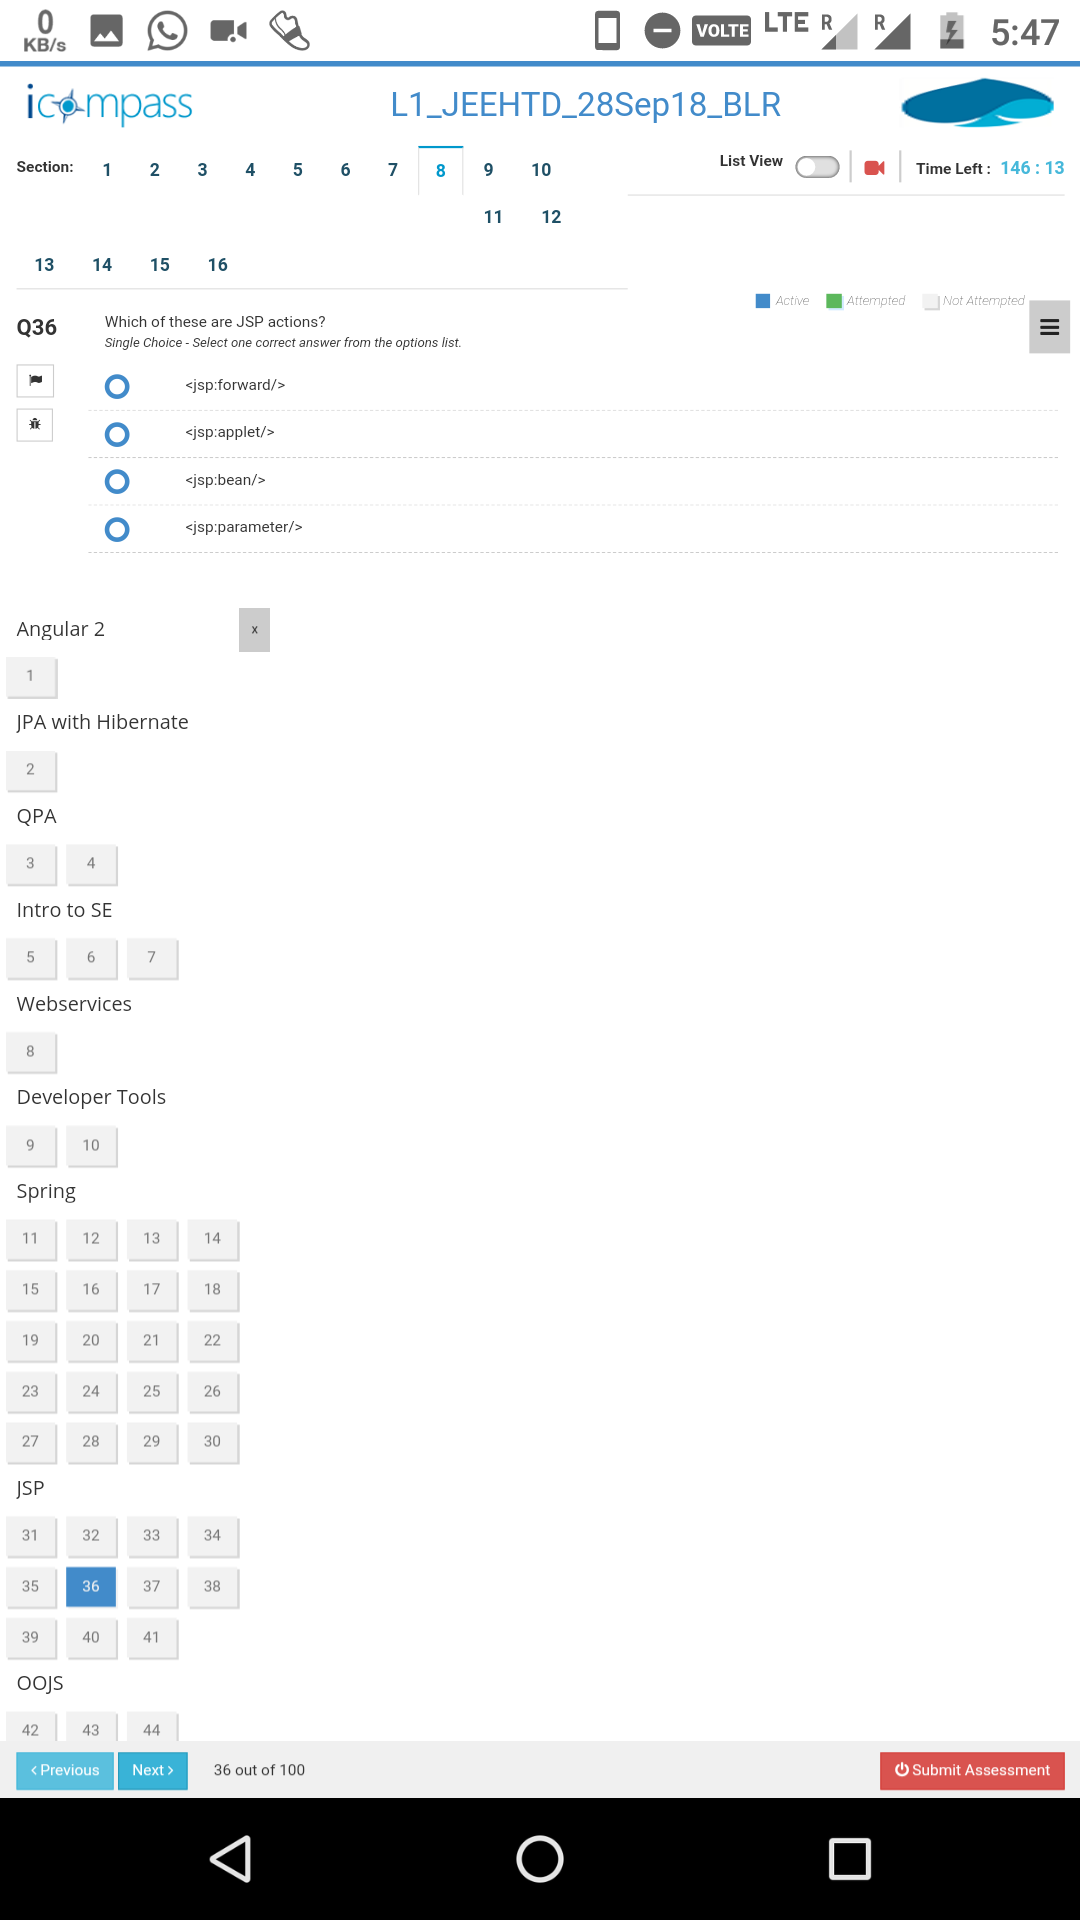 0
KB/s
VOLTE LTE R R 5:47
icompass
L1_JEEHTD_28Sep18_BLR
Section: 1 2 3 4 5 6 7 8 9 10
List View
Time Left : 146 : 13
11 12
13 14 15 16
Active Attempted Not Attempted
Q36
Which of these are JSP actions?
Single Choice - Select one correct answer from the options list.
<jsp:forward/>
<jsp:applet/>
<jsp:bean/>
<jsp:parameter/>
Angular 2 x
1
JPA with Hibernate
2
QPA
3 4
Intro to SE
5 6 7
Webservices
8
Developer Tools
9 10
Spring
11 12 13 14
15 16 17 18
19 20 21 22
23 24 25 26
27 28 29 30
JSP
31 32 33 34
35 36 37 38
39 40 41
OOJS
42 43 44
‹ Previous Next › 36 out of 100 Submit Assessment